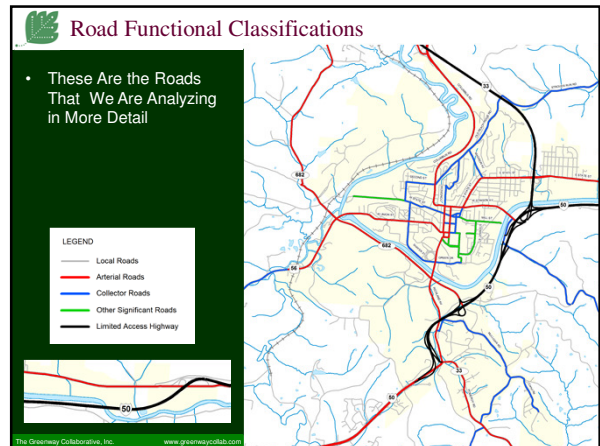 Road Functional Classifications
• These Are the Roads
That We Are Analyzing
in More Detail
LEGEND
Local Roads
Arterial Roads
Collector Roads
Other Significant Roads
Limited Access Highway
50
The Greenway Collaborative, Inc.
www.greenwaycollab.com
33
682
50
56
682
50
33
50